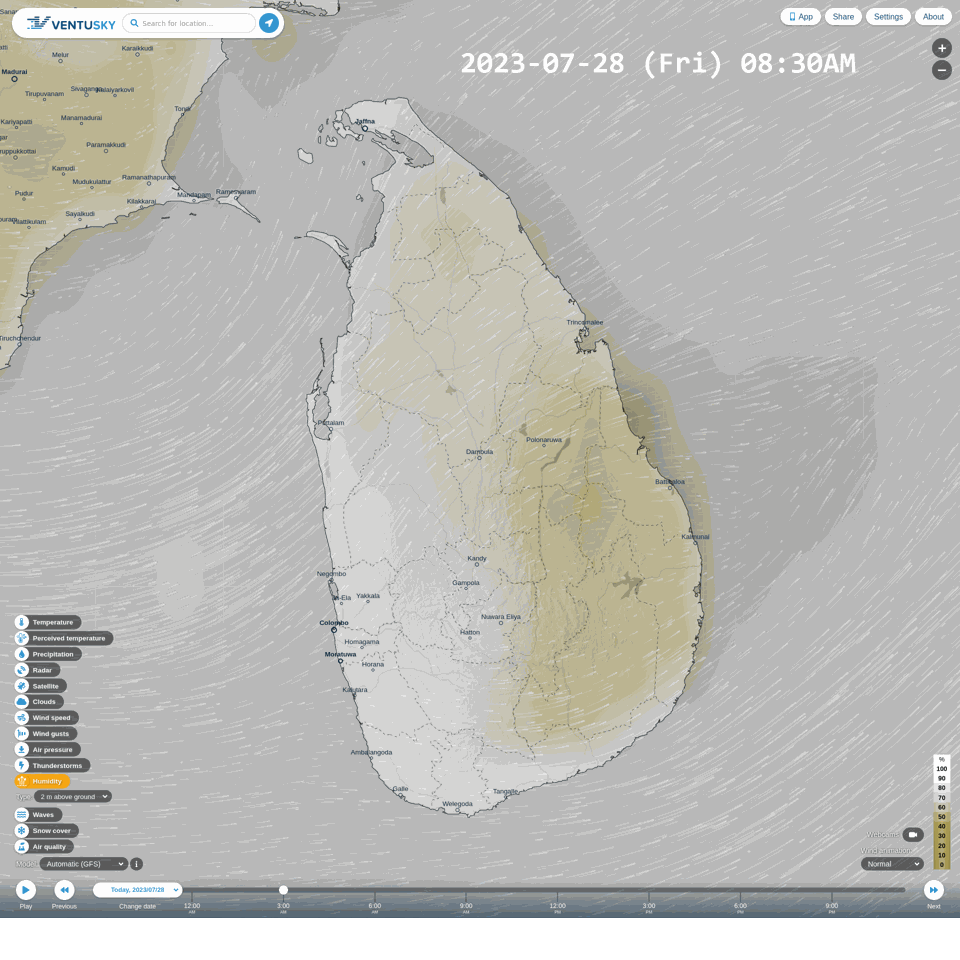 VENTUSKY
Search for location...
App
Share
Settings
About
2023-07-28 (Fri) 08:30AM
Melur
Karaikkudi
Madurai
Tirupuvanam
Kariyapatti
Manamadurai
Tondi
Paramakkudi
ruppukkottai
Kamudi
Mudukulattur
Ramanathapuram
Pudur
Kilakkarai
Mandapam
Rameshwaram
Sayalkudi
Tiruchchendur
Jaffna
Trincomalee
Puttalam
Dambulla
Polonnaruwa
Batticaloa
Kalmunai
Kandy
Gampola
Negombo
Ja-Ela
Yakkala
Nuwara Eliya
Hatton
Colombo
Homagama
Moratuwa
Horana
Kalutara
Ambalangoda
Galle
Tangalle
Weligoda
Temperature
Perceived temperature
Precipitation
Radar
Satellite
Clouds
Wind speed
Wind gusts
Air pressure
Thunderstorms
Humidity
Type
2 m above ground
Waves
Snow cover
Air quality
Model
Automatic (GFS)
i
%
100
90
80
70
60
50
40
30
20
10
0
Webcams
Wind animation
Normal
Play
Previous
Today, 2023/07/28
Change date
12:00
AM
3:00
AM
6:00
AM
9:00
AM
12:00
PM
3:00
PM
6:00
PM
9:00
PM
Next